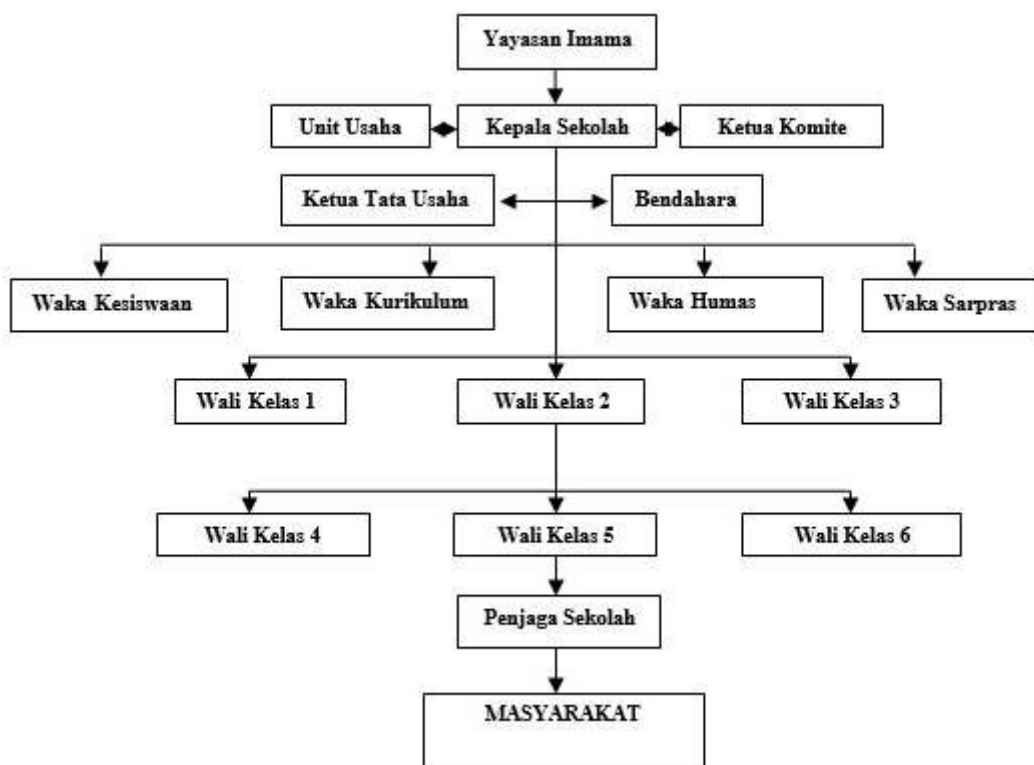 Yayasan Imama
Unit Usaha
Kepala Sekolah
Ketua Komite
Ketua Tata Usaha
Bendahara
Waka Kesiswaan
Waka Kurikulum
Waka Humas
Waka Sarpras
Wali Kelas 1
Wali Kelas 2
Wali Kelas 3
Wali Kelas 4
Wali Kelas 5
Wali Kelas 6
Penjaga Sekolah
MASYARAKAT